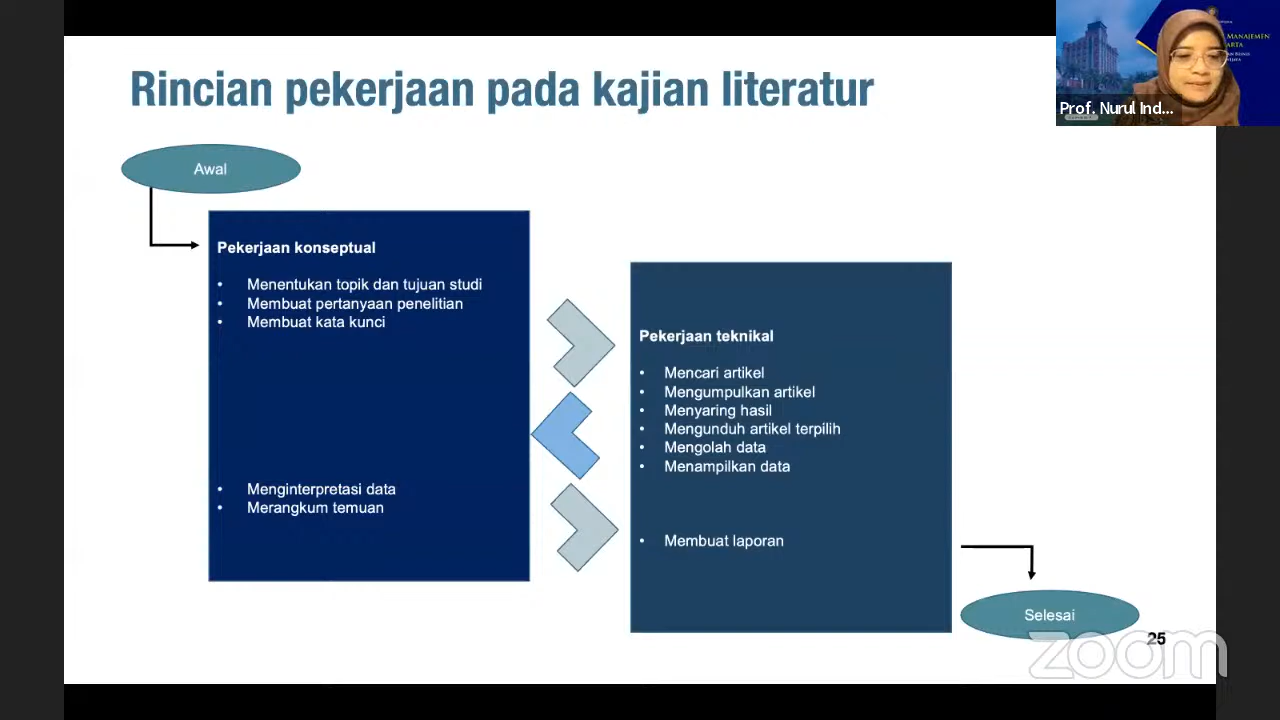 Rincian pekerjaan pada kajian literatur
MANAJEMEN
Prof. Nurul Ind...
Awal
Pekerjaan konseptual
• Menentukan topik dan tujuan studi
• Membuat pertanyaan penelitian
• Membuat kata kunci
• Menginterpretasi data
• Merangkum temuan
Pekerjaan teknikal
• Mencari artikel
• Mengumpulkan artikel
• Menyaring hasil
• Mengunduh artikel terpilih
• Mengolah data
• Menampilkan data
• Membuat laporan
Selesai
25
zoom